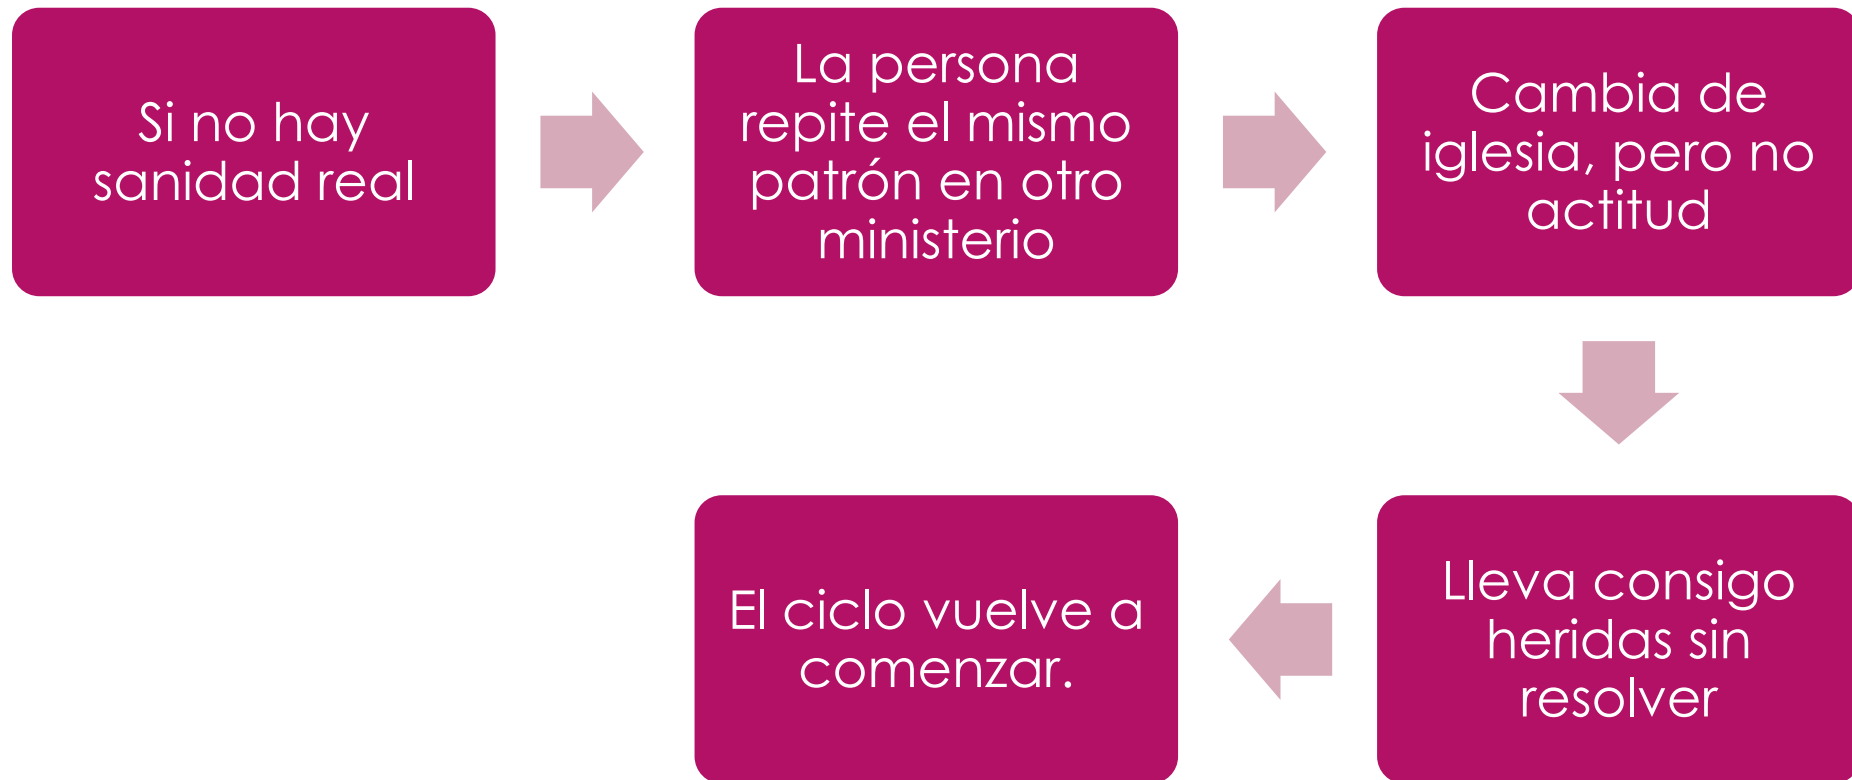 Si no hay
sanidad real
La persona
repite el mismo
patrón en otro
ministerio
Cambia de
iglesia, pero no
actitud
Lleva consigo
heridas sin
resolver
El ciclo vuelve a
comenzar.